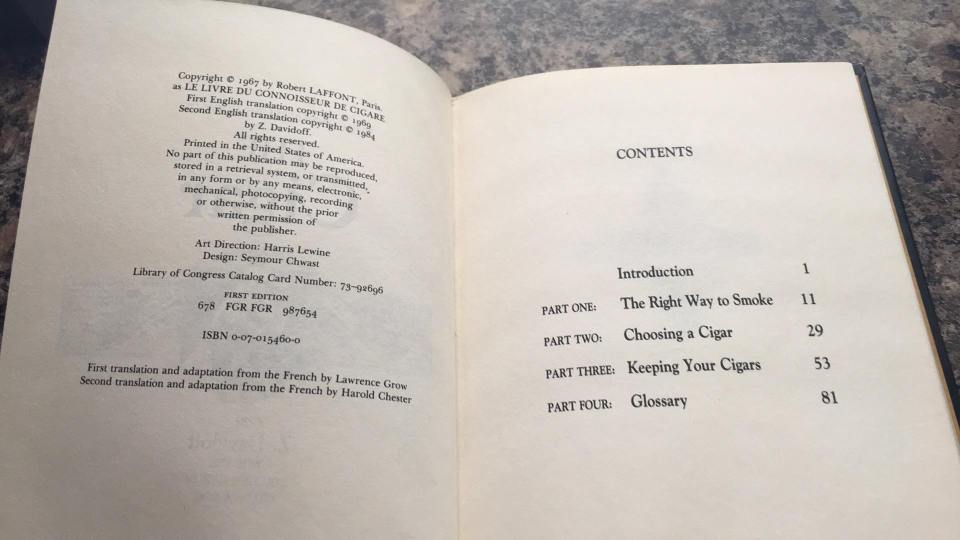 Copyright © 1967 by Robert LAFFONT, Paris.
as LE LIVRE DU CONNOISSEUR DE CIGARE
First English translation copyright © 1969
Second English translation copyright © 1984
by Z. Davidoff.
All rights reserved.
Printed in the United States of America.
No part of this publication may be reproduced,
stored in a retrieval system, or transmitted,
in any form or by any means, electronic,
mechanical, photocopying, recording
or otherwise, without the prior
written permission of
the publisher.
Art Direction: Harris Lewine
Design: Seymour Chwast
Library of Congress Catalog Card Number: 73-92696
FIRST EDITION
678 FGR FGR 987654
ISBN 0-07-015460-0
First translation and adaptation from the French by Lawrence Grow
Second translation and adaptation from the French by Harold Chester
CONTENTS
Introduction 1
PART ONE: The Right Way to Smoke 11
PART TWO: Choosing a Cigar 29
PART THREE: Keeping Your Cigars 53
PART FOUR: Glossary 81